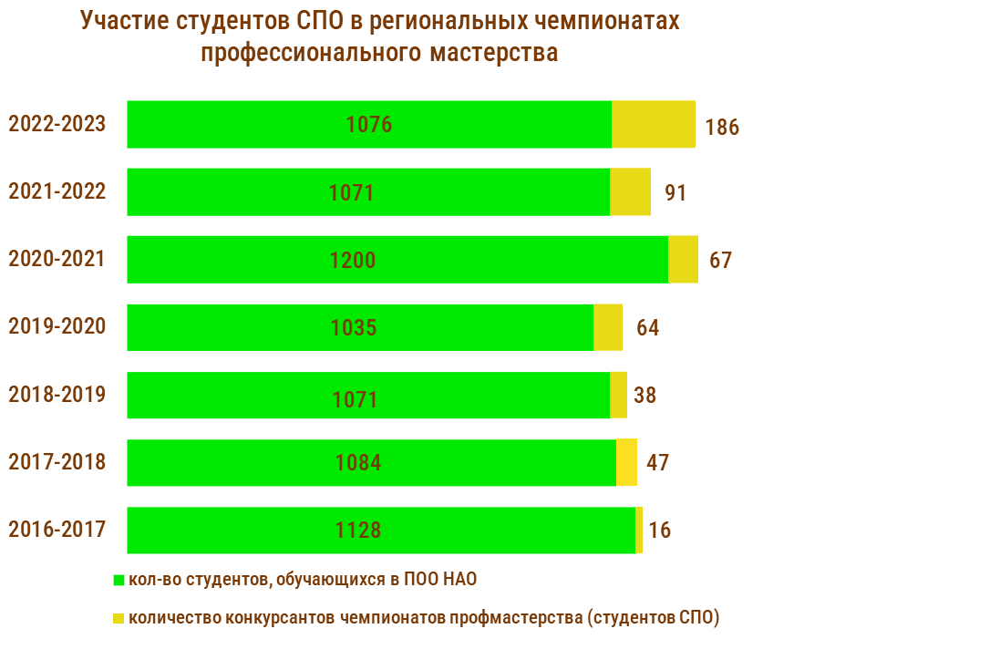 Участие студентов СПО в региональных чемпионатах
профессионального мастерства
2022-2023 1076 186
2021-2022 1071 91
2020-2021 1200 67
2019-2020 1035 64
2018-2019 1071 38
2017-2018 1084 47
2016-2017 1128 16
кол-во студентов, обучающихся в ПОО НАО
количество конкурсантов чемпионатов профмастерства (студентов СПО)